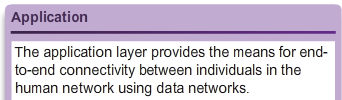 Application
The application layer provides the means for end-
to-end connectivity between individuals in the
human network using data networks.